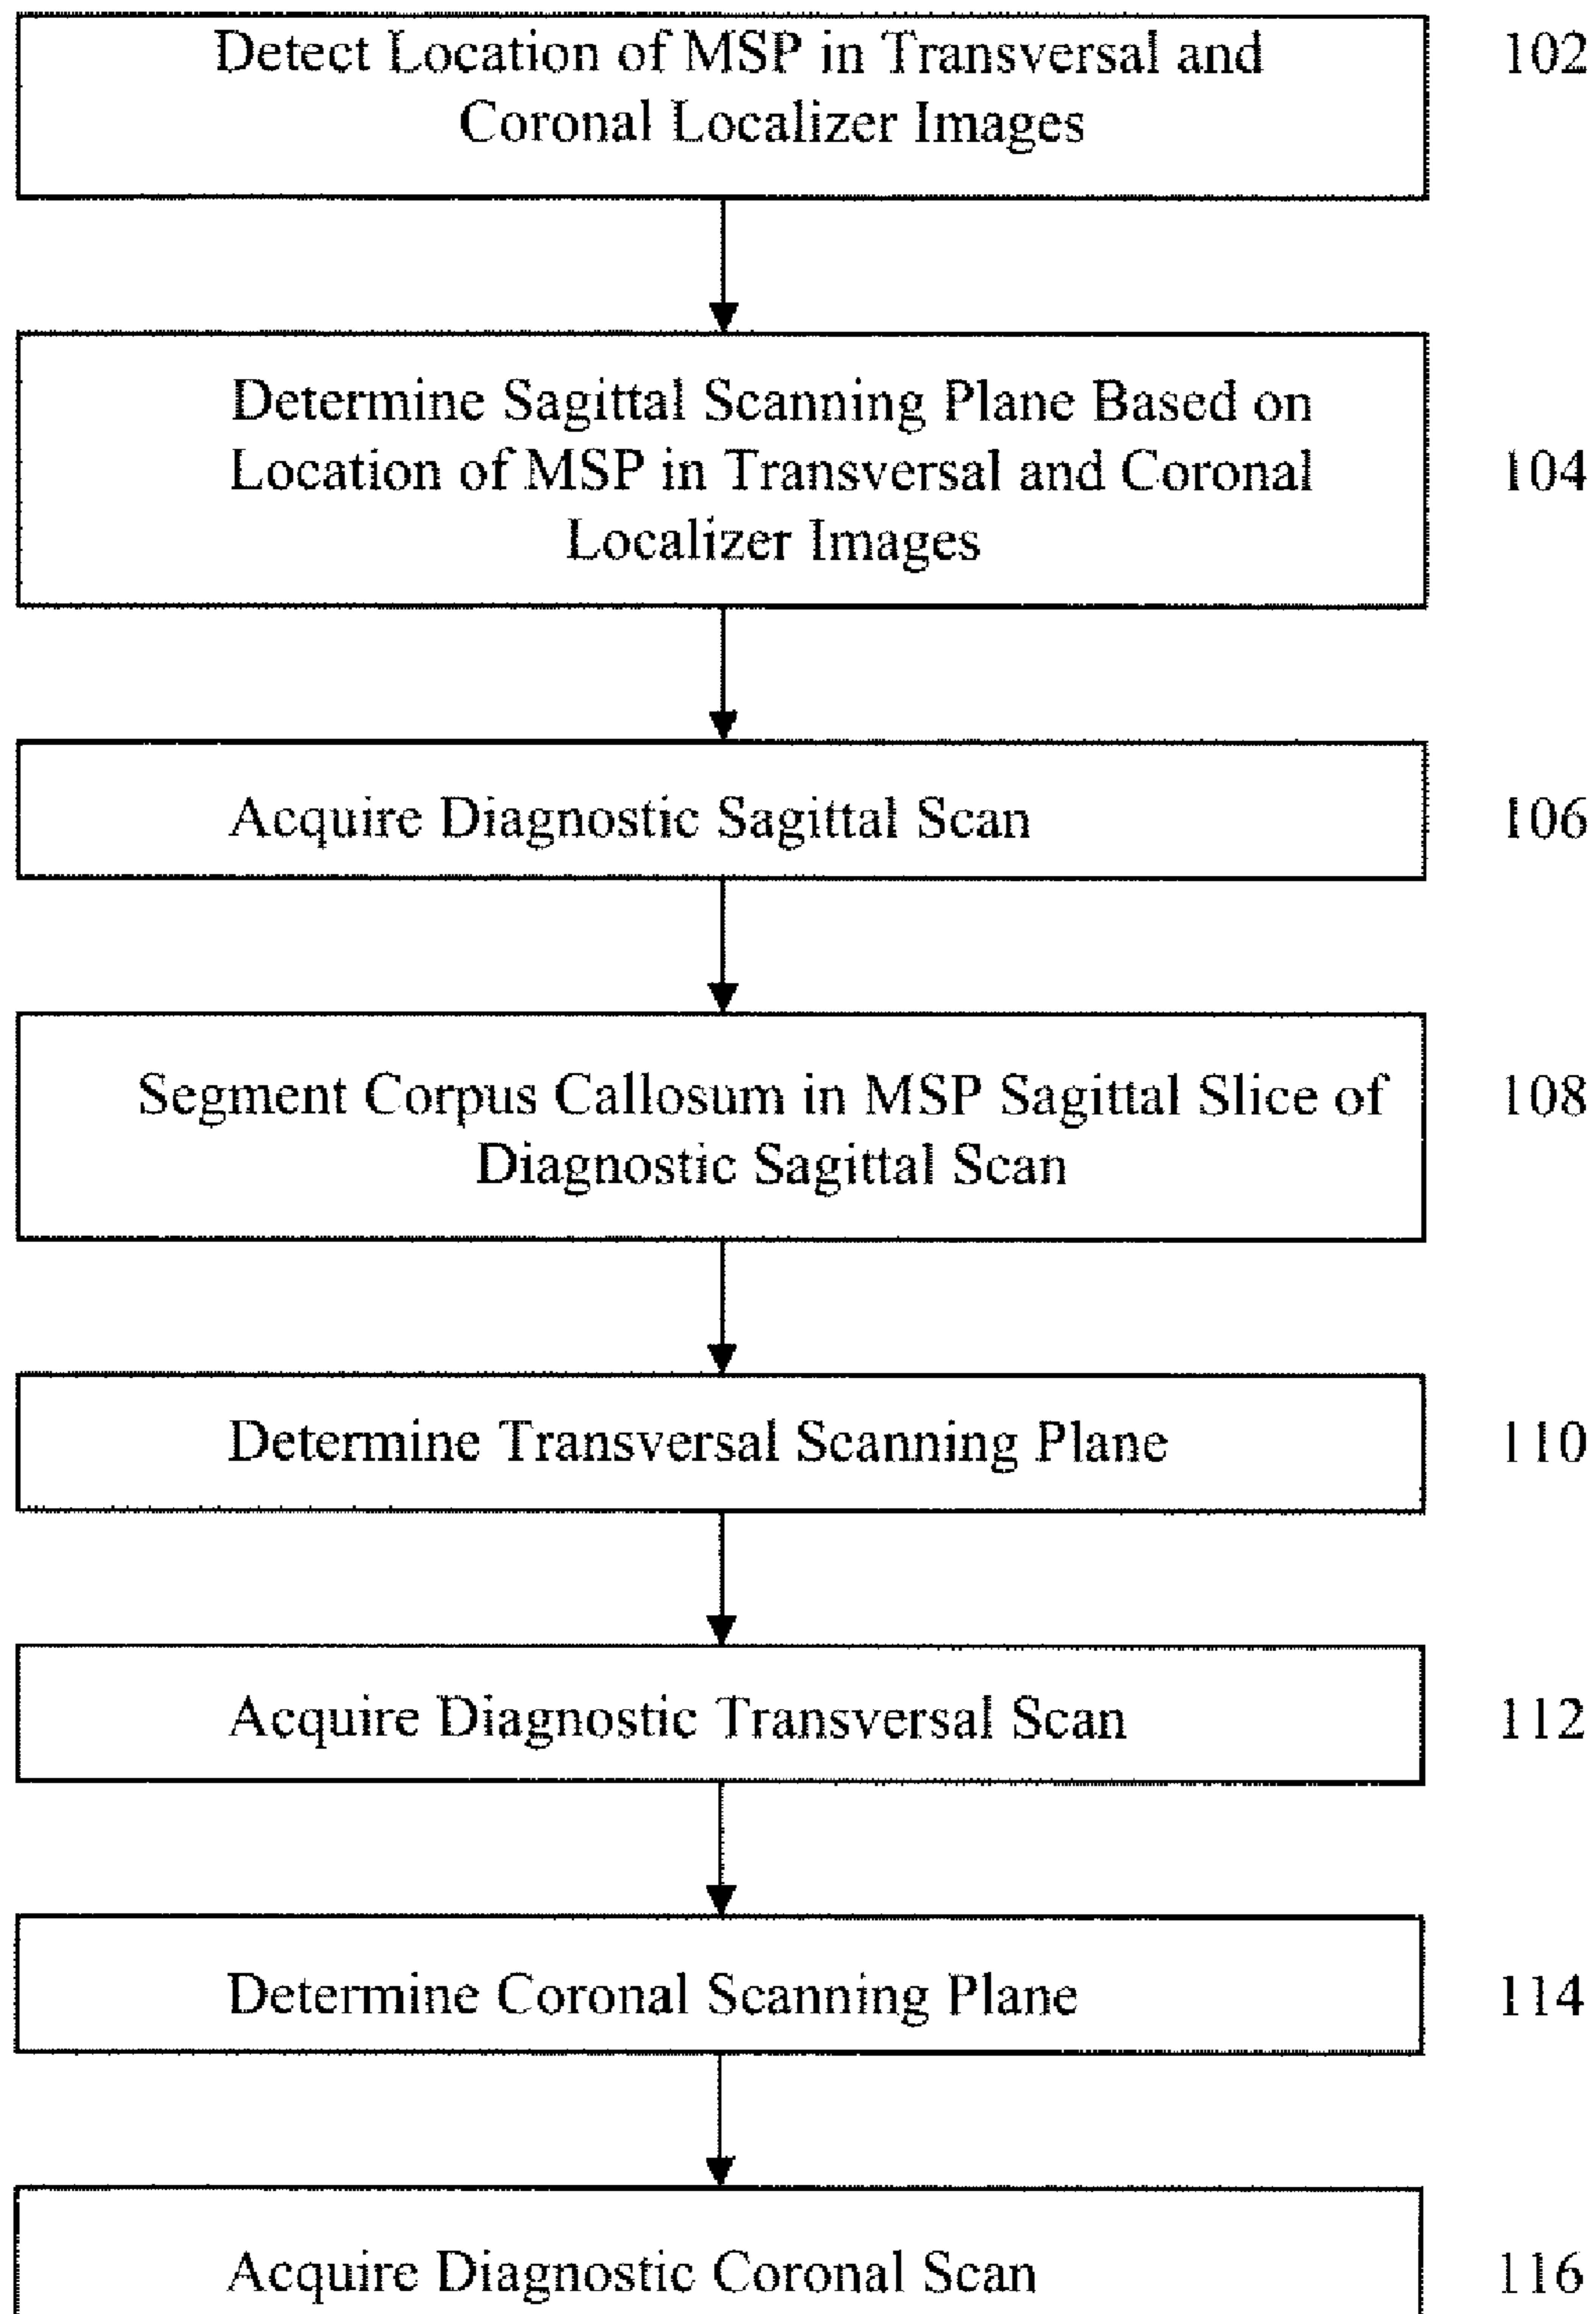 Detect Location of MSP in Transversal and
Coronal Localizer Images
102
Determine Sagittal Scanning Plane Based on
Location of MSP in Transversal and Coronal
Localizer Images
104
Acquire Diagnostic Sagittal Scan
106
Segment Corpus Callosum in MSP Sagittal Slice of
Diagnostic Sagittal Scan
108
Determine Transversal Scanning Plane
110
Acquire Diagnostic Transversal Scan
112
Determine Coronal Scanning Plane
114
Acquire Diagnostic Coronal Scan
116